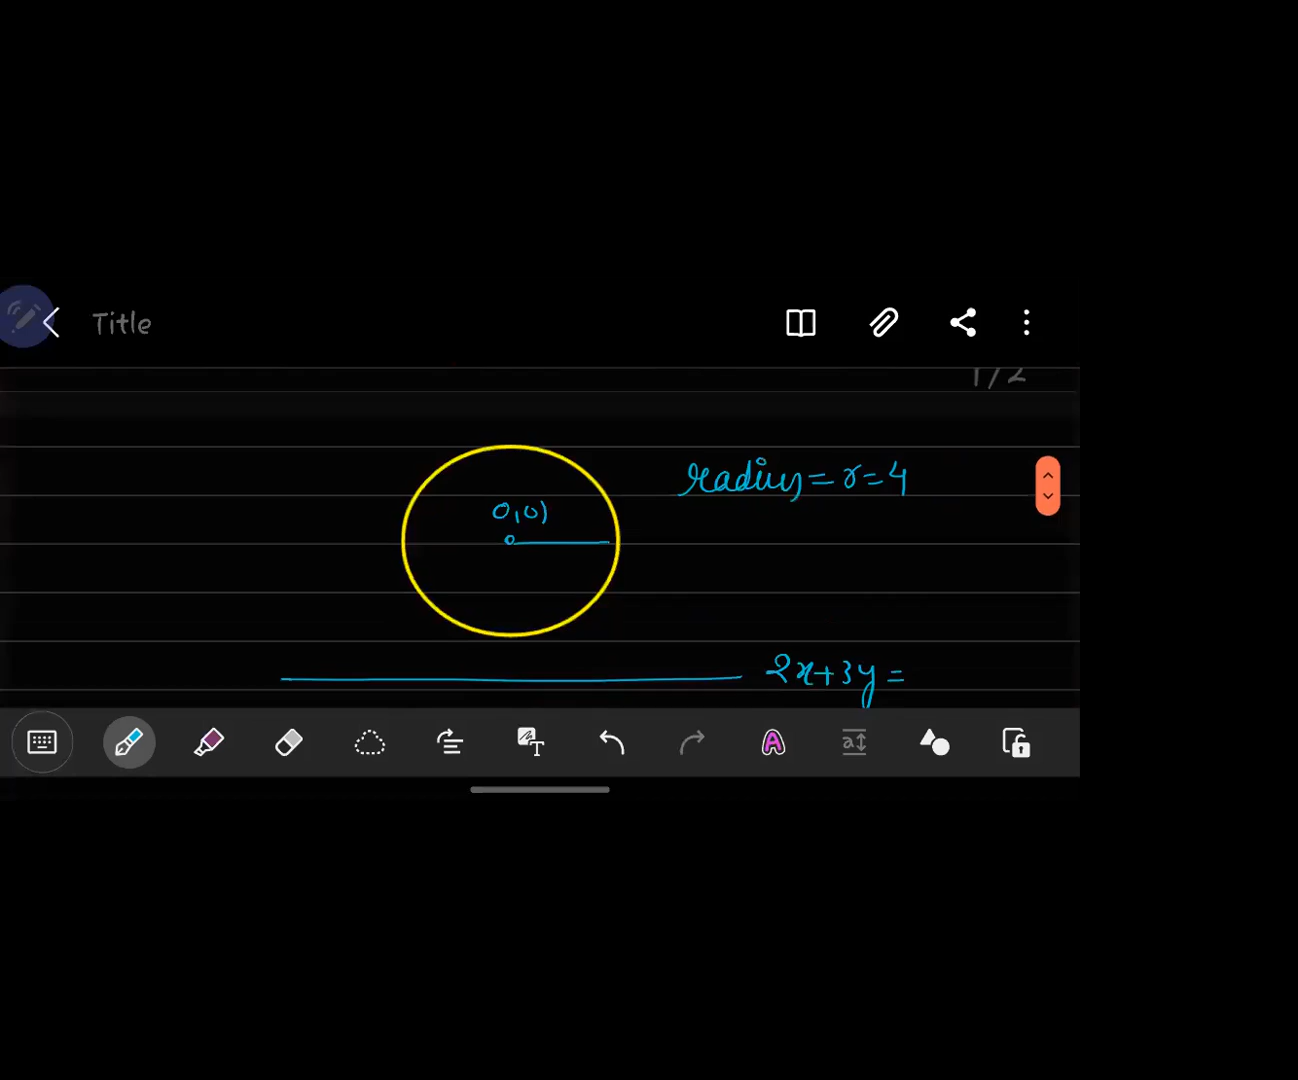 Title
1/2
radius = r = 4
0,0)
2x+3y =